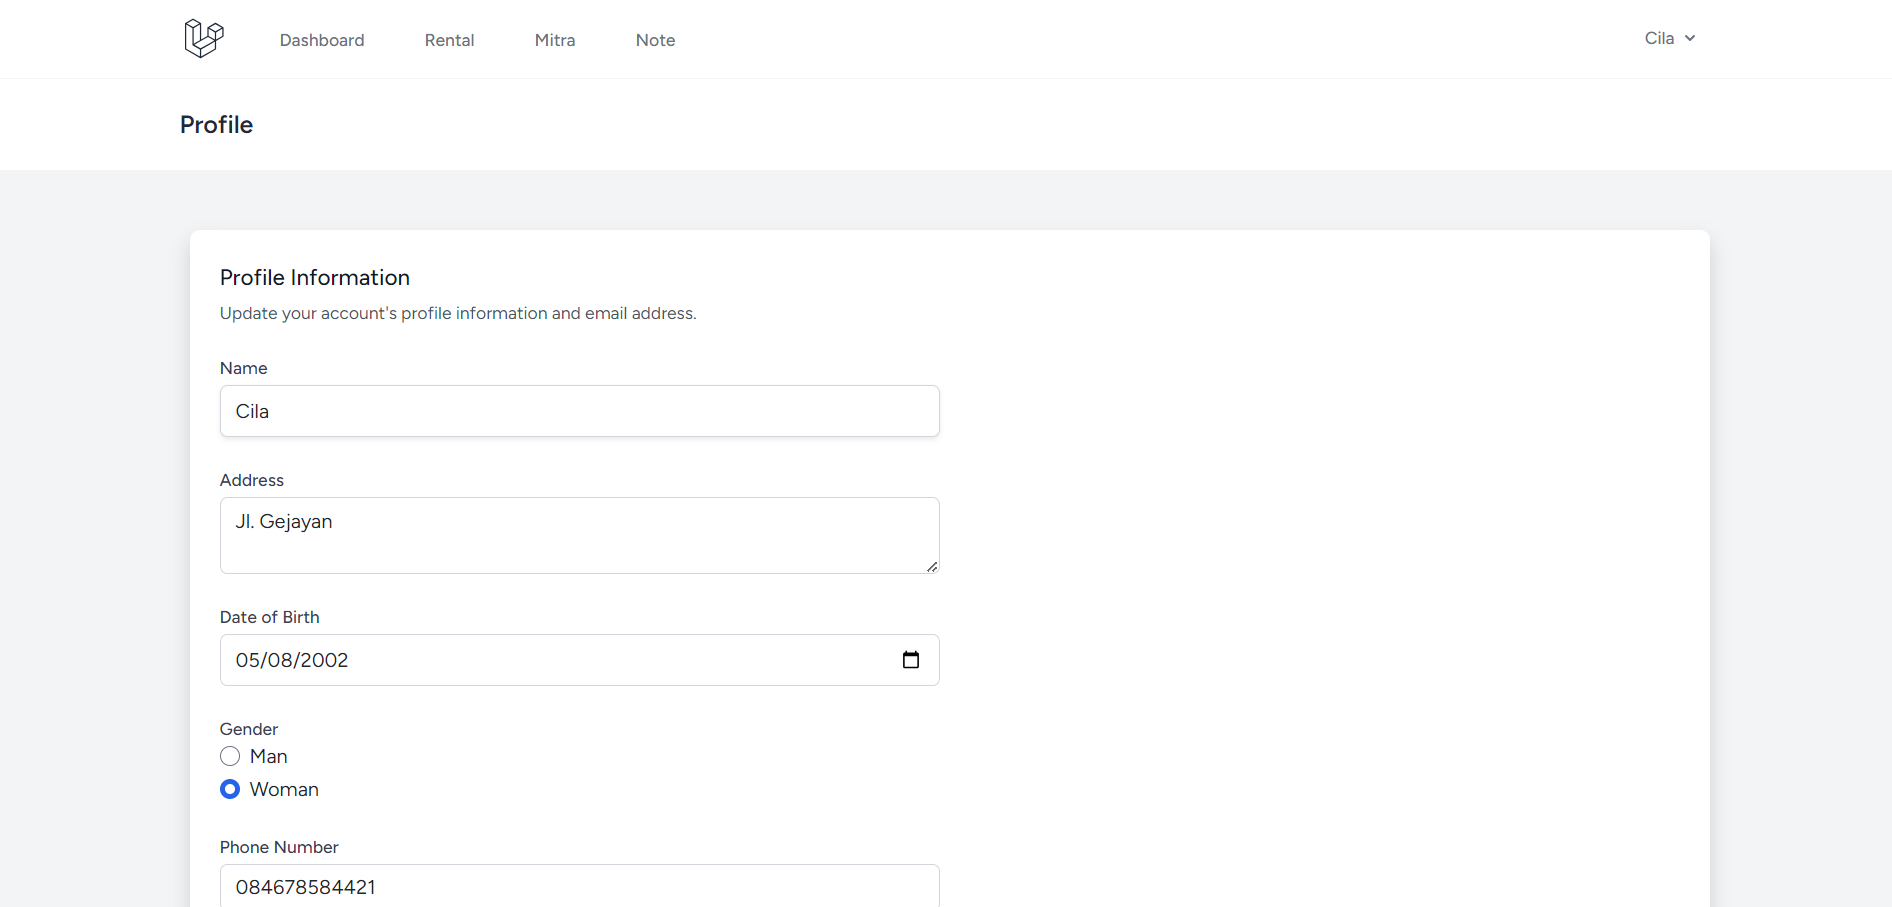 Dashboard Rental Mitra Note Cila
Profile
Profile Information
Update your account's profile information and email address.
Name
Cila
Address
Jl. Gejayan
Date of Birth
05/08/2002
Gender
Man
Woman
Phone Number
084678584421